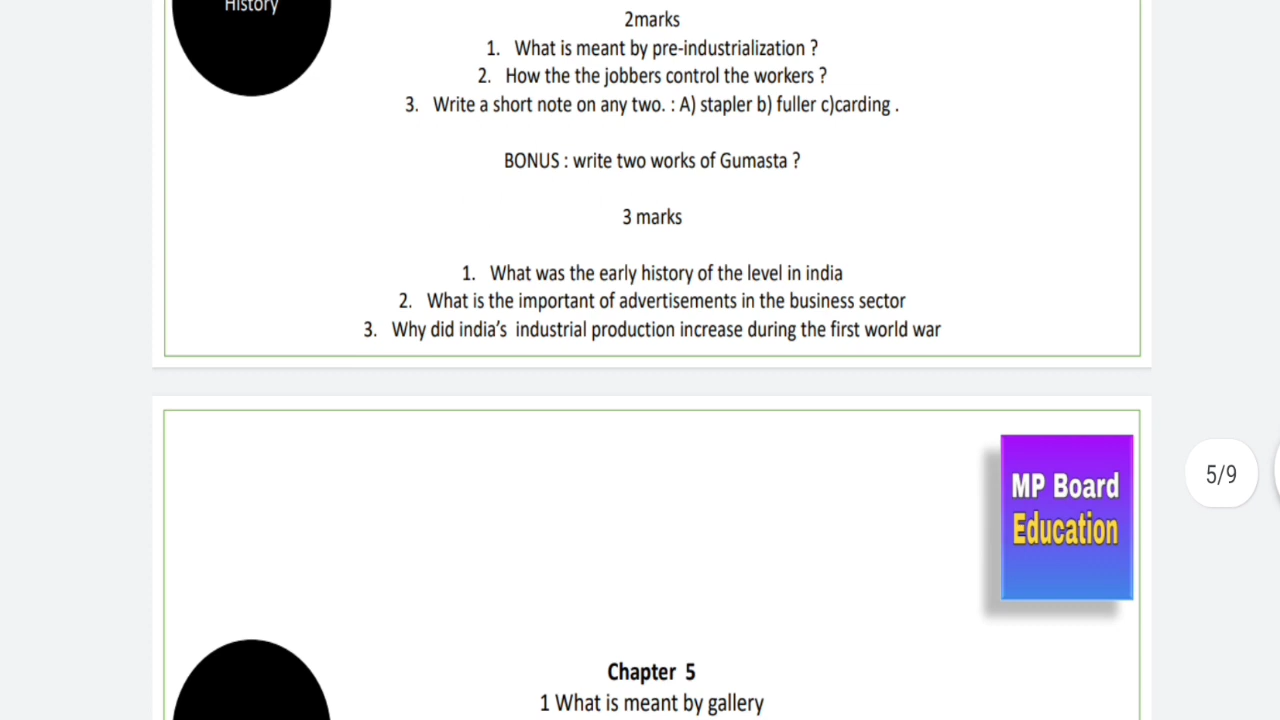 History
2marks
1. What is meant by pre-industrialization ?
2. How the the jobbers control the workers ?
3. Write a short note on any two. : A) stapler b) fuller c)carding .
BONUS : write two works of Gumasta ?
3 marks
1. What was the early history of the level in india
2. What is the important of advertisements in the business sector
3. Why did india’s industrial production increase during the first world war
MP Board
Education
5/9
Chapter 5
1 What is meant by gallery